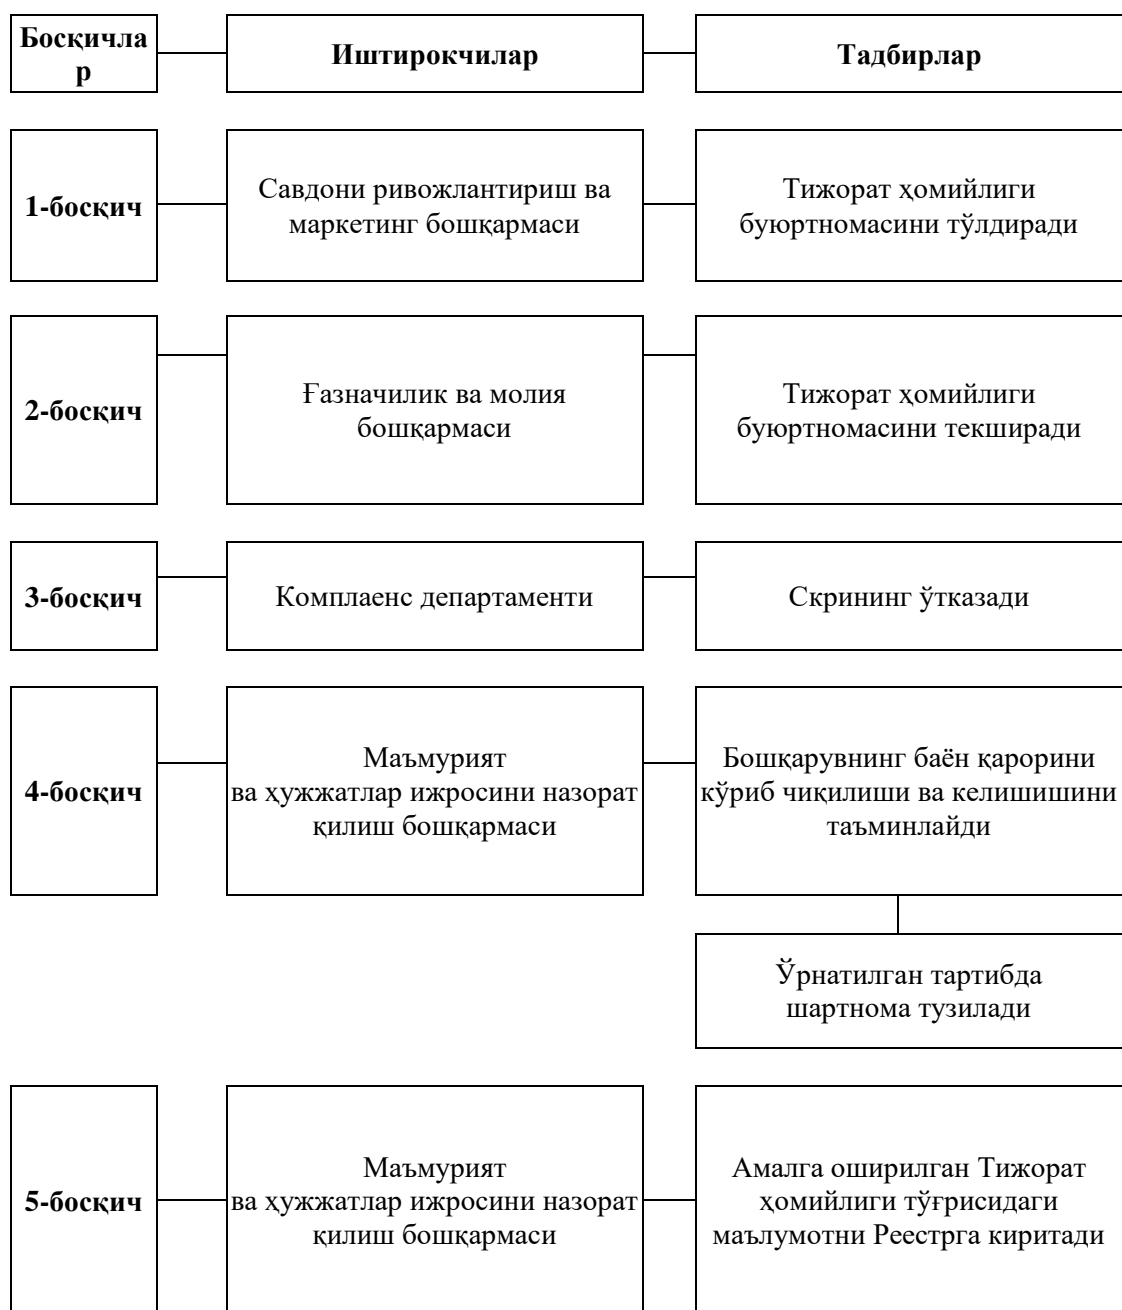 Босқичла
р
Иштирокчилар
Тадбирлар
1-босқич
Савдони ривожлантириш ва
маркетинг бошқармаси
Тижорат ҳомийлиги
буюртномасини тўлдиради
2-босқич
Ғазначилик ва молия
бошқармаси
Тижорат ҳомийлиги
буюртномасини текширади
3-босқич
Комплаенс департаменти
Скрининг ўтказади
4-босқич
Маъмурият
ва ҳужжатлар ижросини назорат
қилиш бошқармаси
Бошқарувнинг баён қарорини
кўриб чиқилиши ва келишишини
таъминлайди
Ўрнатилган тартибда
шартнома тузилади
5-босқич
Маъмурият
ва ҳужжатлар ижросини назорат
қилиш бошқармаси
Амалга оширилган Тижорат
ҳомийлиги тўғрисидаги
маълумотни Реестрга киритади